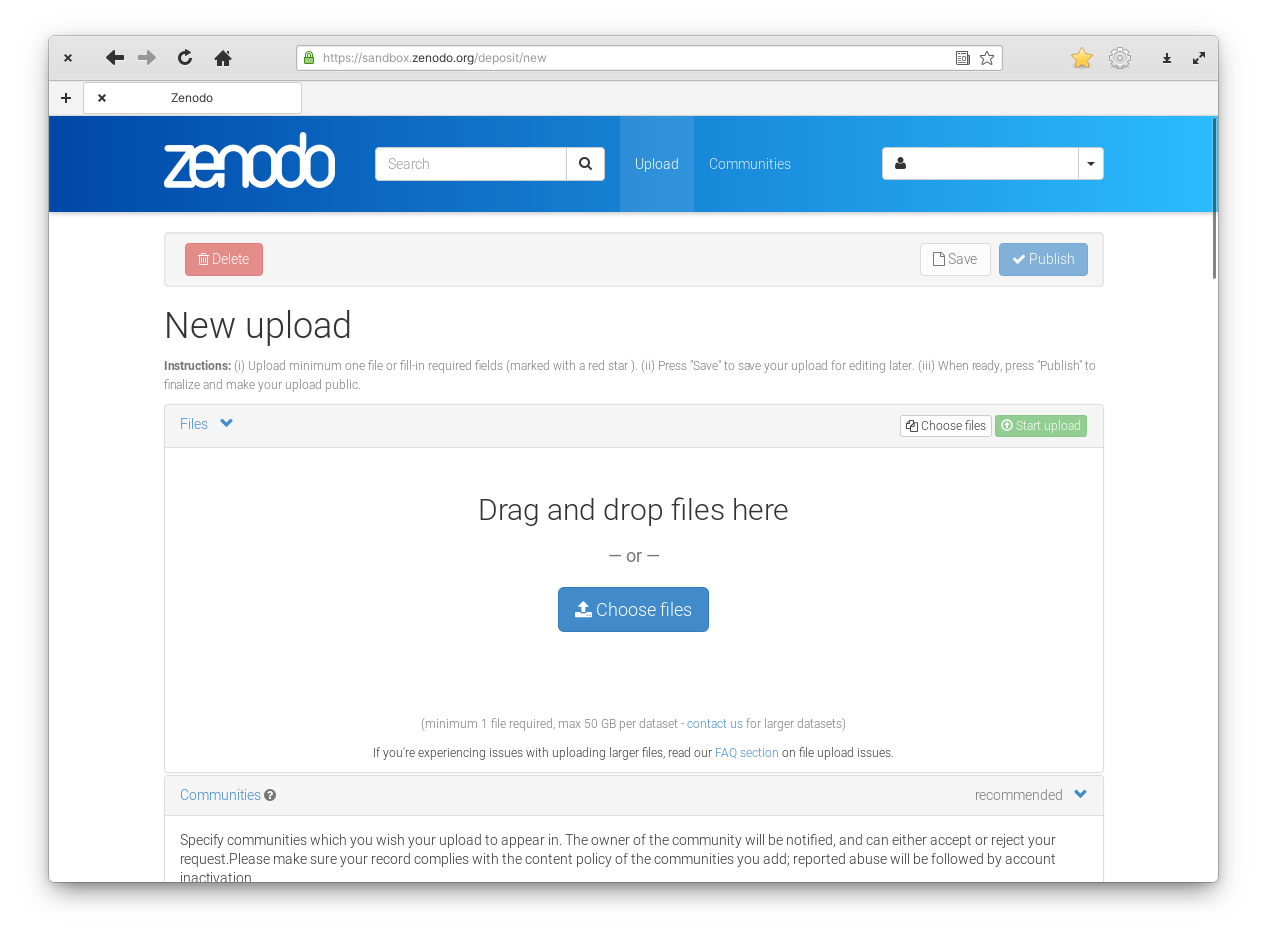 https://sandbox.zenodo.org/deposit/new
Zenodo
zenodo
Search
Upload
Communities
Delete
Save
Publish
New upload
Instructions: (i) Upload minimum one file or fill-in required fields (marked with a red star ). (ii) Press "Save" to save your upload for editing later. (iii) When ready, press "Publish" to
finalize and make your upload public.
Files
Choose files
Start upload
Drag and drop files here
— or —
Choose files
(minimum 1 file required, max 50 GB per dataset - contact us for larger datasets)
If you're experiencing issues with uploading larger files, read our FAQ section on file upload issues.
Communities
recommended
Specify communities which you wish your upload to appear in. The owner of the community will be notified, and can either accept or reject your
request.Please make sure your record complies with the content policy of the communities you add; reported abuse will be followed by account
inactivation